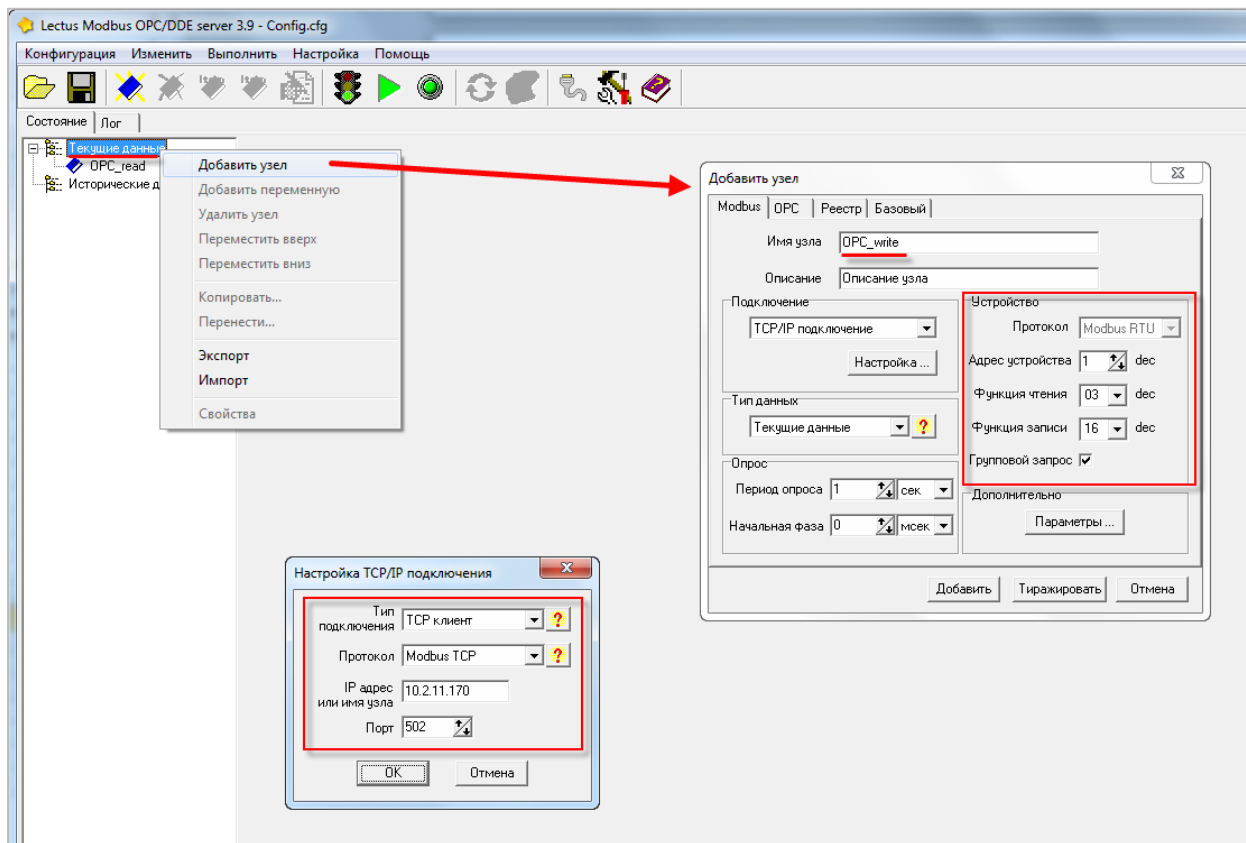 Lectus Modbus OPC/DDE server 3.9 - Config.cfg
Конфигурация Изменить Выполнить Настройка Помощь
Состояние Лог
Текущие данные
OPC_read
Исторические д
Добавить узел
Добавить переменную
Удалить узел
Переместить вверх
Переместить вниз
Копировать...
Перенести...
Экспорт
Импорт
Свойства
Добавить узел
Modbus OPC Реестр Базовый
Имя узла OPC_write
Описание Описание узла
Подключение
TCP/IP подключение
Настройка ...
Тип данных
Текущие данные ?
Опрос
Период опроса 1 сек
Начальная фаза 0 мсек
Устройство
Протокол Modbus RTU
Адрес устройства 1 dec
Функция чтения 03 dec
Функция записи 16 dec
Групповой запрос
Дополнительно
Параметры ...
Добавить Тиражировать Отмена
Настройка TCP/IP подключения
Тип
подключения TCP клиент ?
Протокол Modbus TCP ?
IP адрес
или имя узла 10.2.11.170
Порт 502
OK Отмена